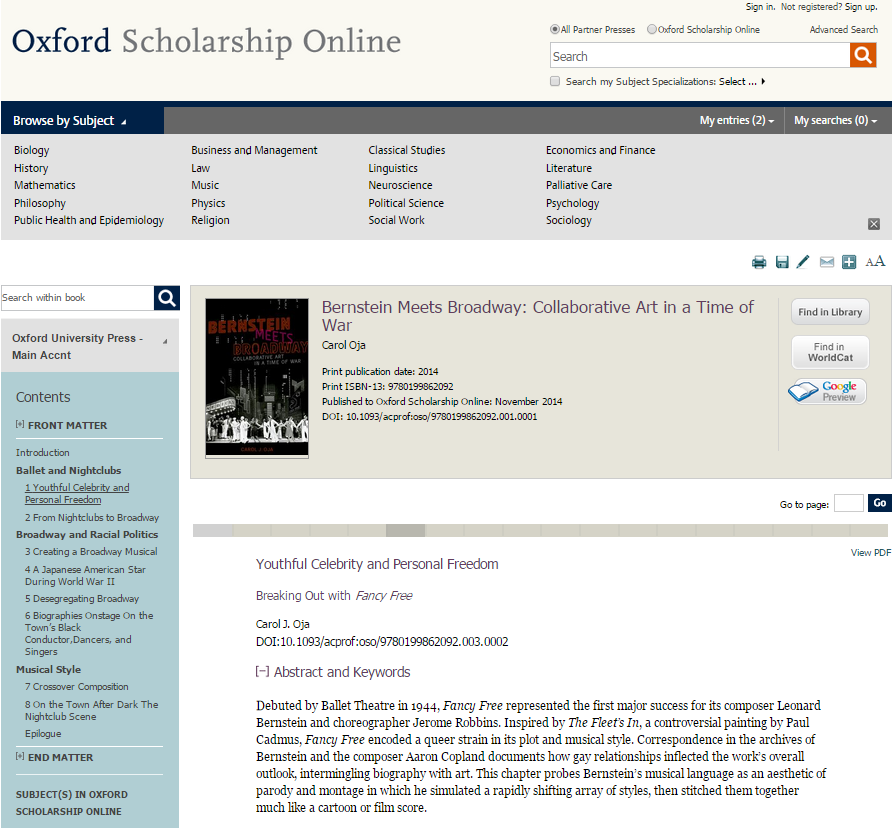 Sign in. Not registered? Sign up.
Oxford Scholarship Online
All Partner Presses Oxford Scholarship Online Advanced Search
Search
Search my Subject Specializations: Select ...
Browse by Subject
My entries (2) My searches (0)
Biology Business and Management Classical Studies Economics and Finance
History Law Linguistics Literature
Mathematics Music Neuroscience Palliative Care
Philosophy Physics Political Science Psychology
Public Health and Epidemiology Religion Social Work Sociology
AA
Search within book
Oxford University Press -
Main Accnt
Contents
[+] FRONT MATTER
Introduction
Ballet and Nightclubs
1 Youthful Celebrity and
Personal Freedom
2 From Nightclubs to Broadway
Broadway and Racial Politics
3 Creating a Broadway Musical
4 A Japanese American Star
During World War II
5 Desegregating Broadway
6 Biographies Onstage On the
Town's Black
Conductor,Dancers, and
Singers
Musical Style
7 Crossover Composition
8 On the Town After Dark The
Nightclub Scene
Epilogue
[+] END MATTER
SUBJECT(S) IN OXFORD
SCHOLARSHIP ONLINE
BERNSTEIN
MEETS
BROADWAY
COLLABORATIVE ART
IN A TIME OF WAR
CAROL J. OJA
Bernstein Meets Broadway: Collaborative Art in a Time of
War
Carol Oja
Print publication date: 2014
Print ISBN-13: 9780199862092
Published to Oxford Scholarship Online: November 2014
DOI: 10.1093/acprof:oso/9780199862092.001.0001
Find in Library
Find in
WorldCat
Google
Preview
Go to page: Go
View PDF
Youthful Celebrity and Personal Freedom
Breaking Out with Fancy Free
Carol J. Oja
DOI:10.1093/acprof:oso/9780199862092.003.0002
[−] Abstract and Keywords
Debuted by Ballet Theatre in 1944, Fancy Free represented the first major success for its composer Leonard
Bernstein and choreographer Jerome Robbins. Inspired by The Fleet's In, a controversial painting by Paul
Cadmus, Fancy Free encoded a queer strain in its plot and musical style. Correspondence in the archives of
Bernstein and the composer Aaron Copland documents how gay relationships inflected the work's overall
outlook, intermingling biography with art. This chapter probes Bernstein's musical language as an aesthetic of
parody and montage in which he simulated a rapidly shifting array of styles, then stitched them together
much like a cartoon or film score.